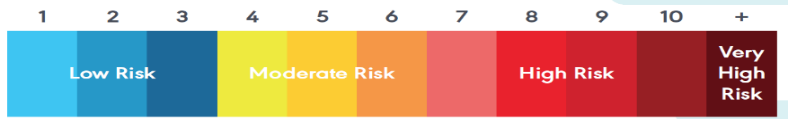 1 2 3 4 5 6 7 8 9 10 +
Low Risk Moderate Risk High Risk Very High Risk